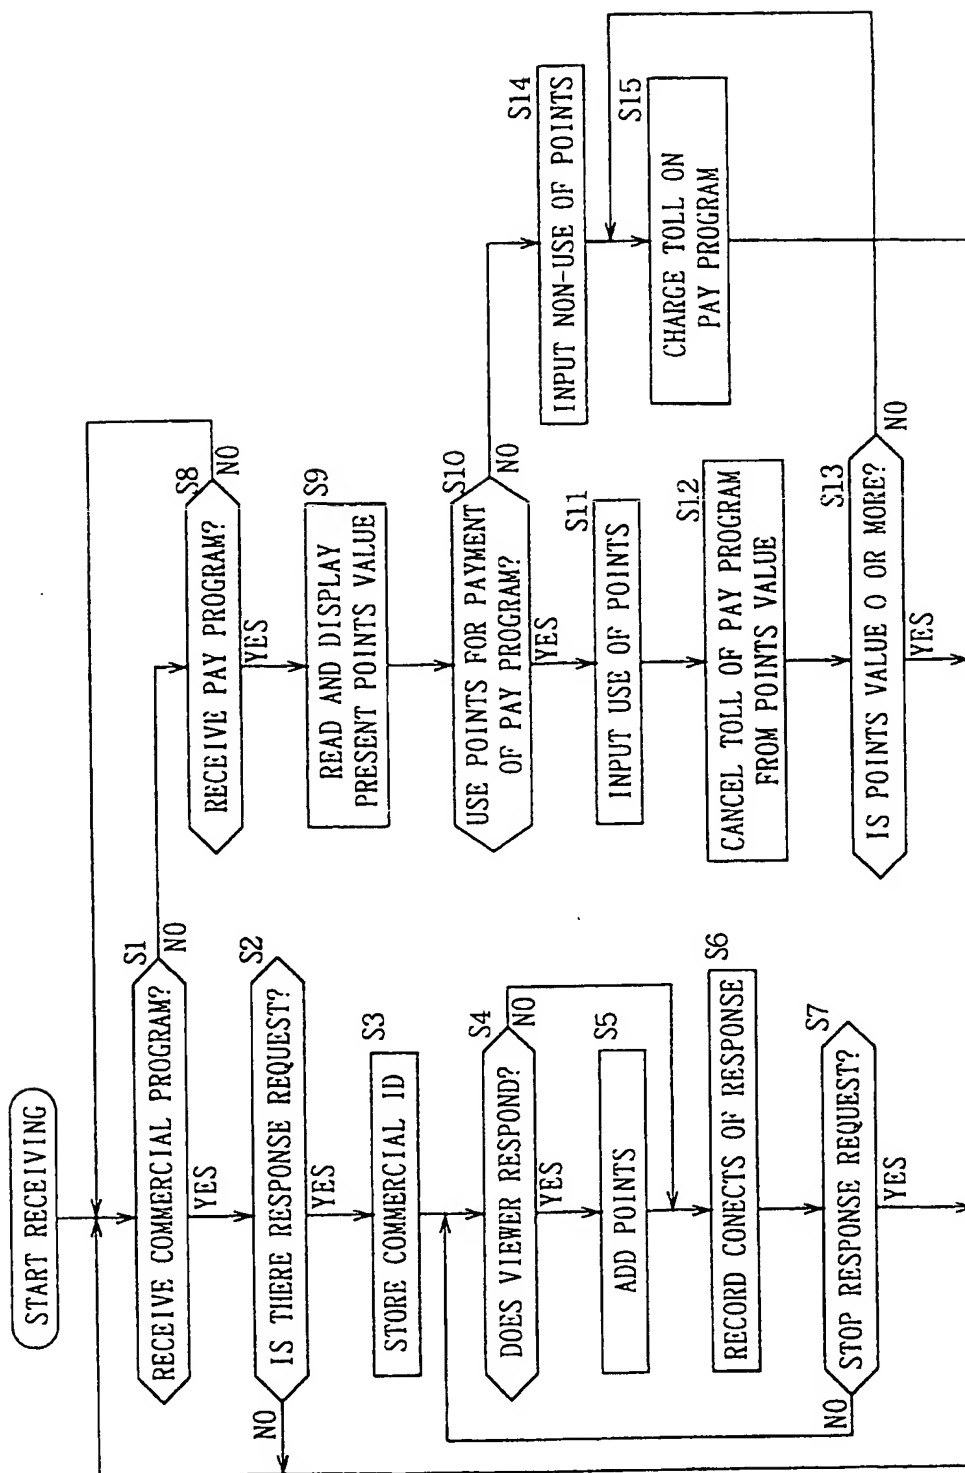 START RECEIVING
S1
RECEIVE COMMERCIAL PROGRAM?
NO
YES
S2
IS THERE RESPONSE REQUEST?
NO
YES
S3
STORE COMMERCIAL ID
S4
DOES VIEWER RESPOND?
NO
YES
S5
ADD POINTS
S6
RECORD CONECTS OF RESPONSE
S7
STOP RESPONSE REQUEST?
NO
YES
S8
RECEIVE PAY PROGRAM?
NO
YES
S9
READ AND DISPLAY
PRESENT POINTS VALUE
S10
USE POINTS FOR PAYMENT
OF PAY PROGRAM?
NO
YES
S11
INPUT USE OF POINTS
S12
CANCEL TOLL OF PAY PROGRAM
FROM POINTS VALUE
S13
IS POINTS VALUE O OR MORE?
NO
YES
S14
INPUT NON-USE OF POINTS
S15
CHARGE TOLL ON
PAY PROGRAM